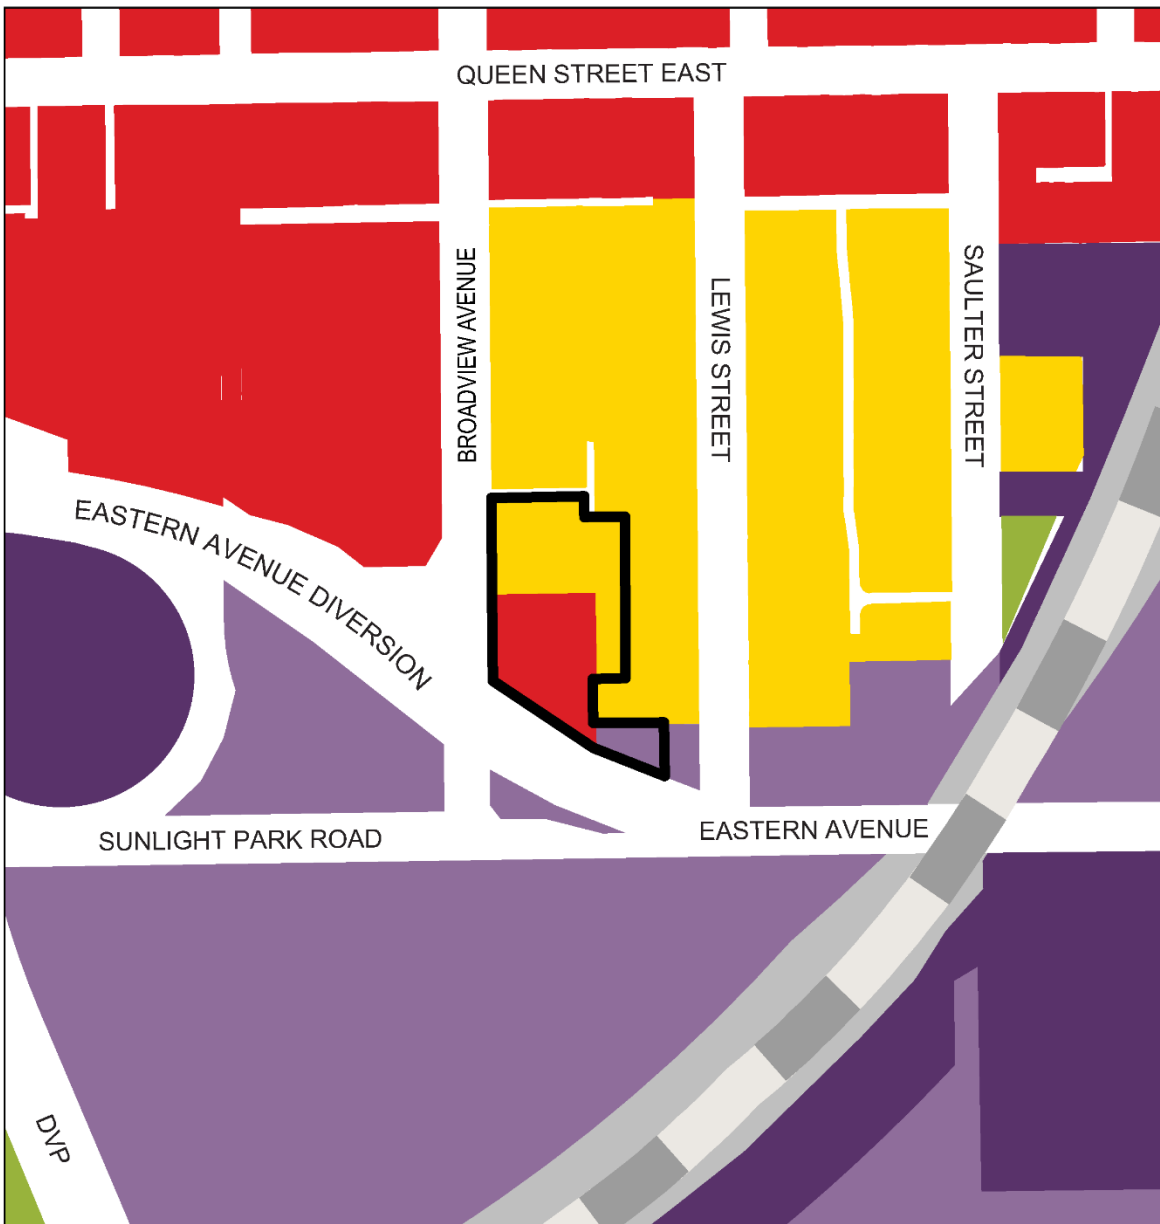 QUEEN STREET EAST
BROADVIEW AVENUE
LEWIS STREET
SAULTER STREET
EASTERN AVENUE DIVERSION
SUNLIGHT PARK ROAD
EASTERN AVENUE
DVP